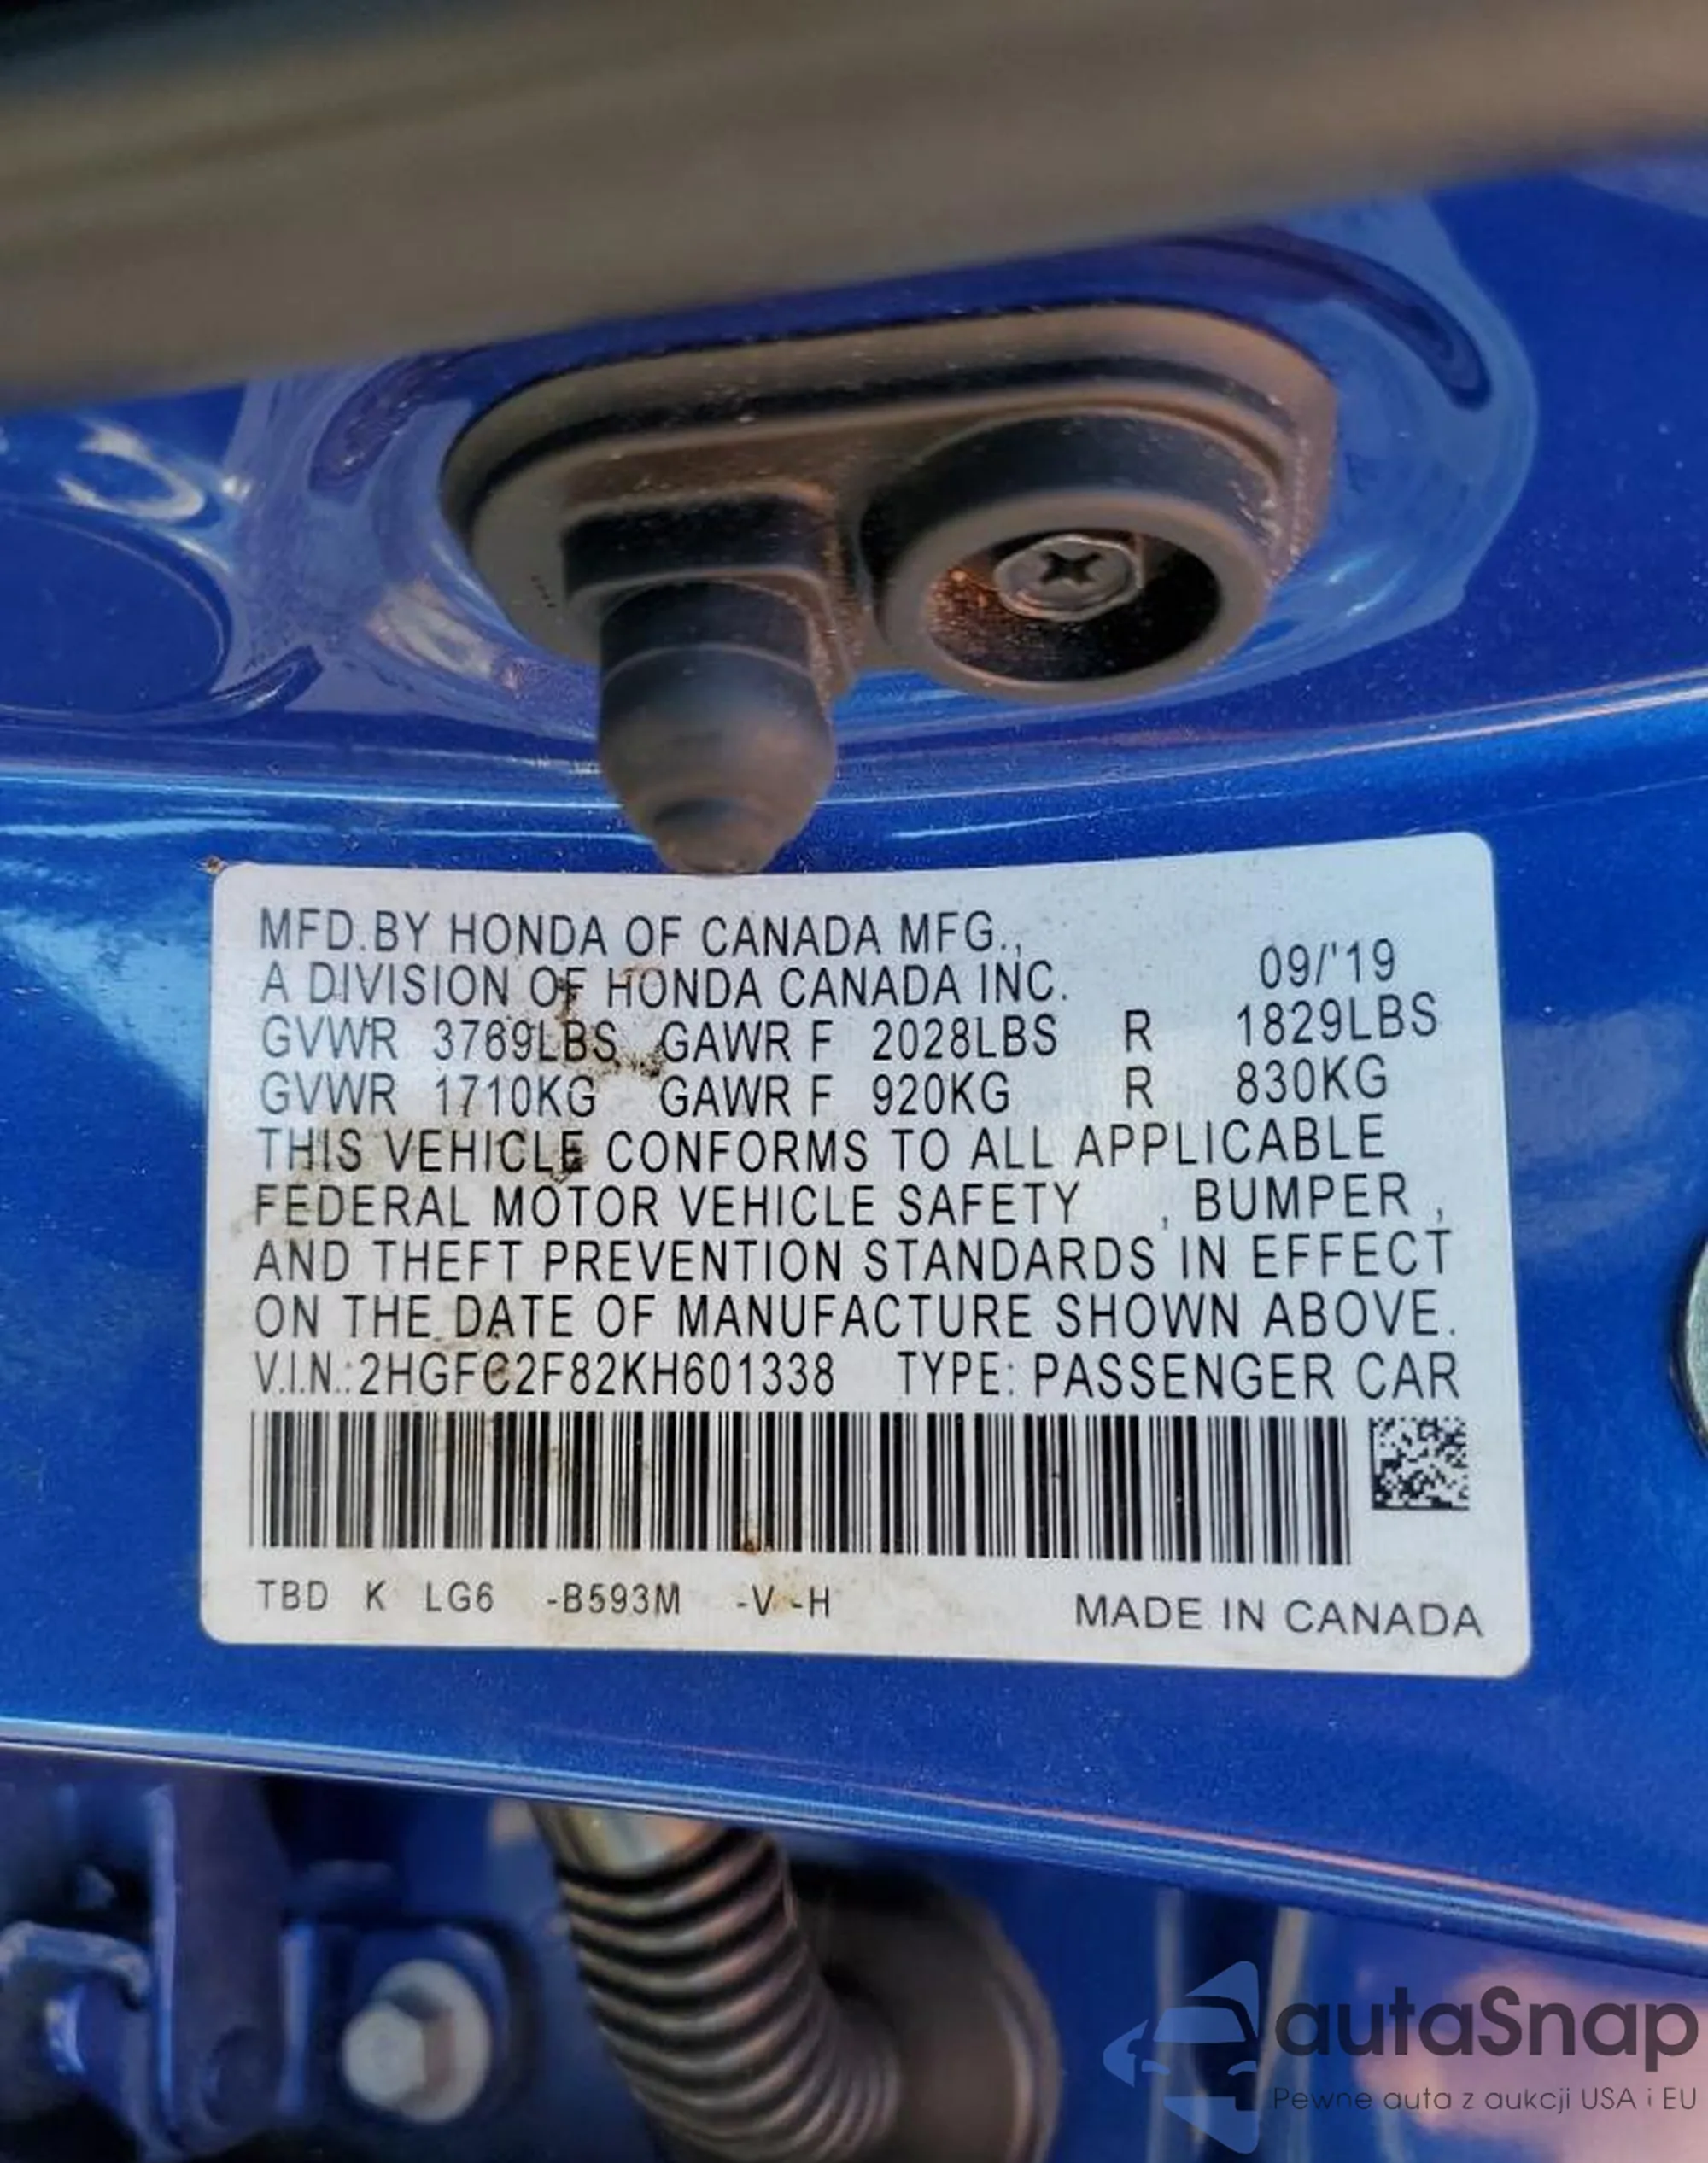 MFD.BY HONDA OF CANADA MFG.,
A DIVISION OF HONDA CANADA INC. 09/'19
GVWR 3769LBS GAWR F 2028LBS R 1829LBS
GVWR 1710KG GAWR F 920KG R 830KG
THIS VEHICLE CONFORMS TO ALL APPLICABLE
FEDERAL MOTOR VEHICLE SAFETY , BUMPER ,
AND THEFT PREVENTION STANDARDS IN EFFECT
ON THE DATE OF MANUFACTURE SHOWN ABOVE.
V.I.N.:2HGFC2F82KH601338 TYPE: PASSENGER CAR
TBD K LG6 -B593M -V -H MADE IN CANADA
autaSnap
Pewne auta z aukcji USA i EU